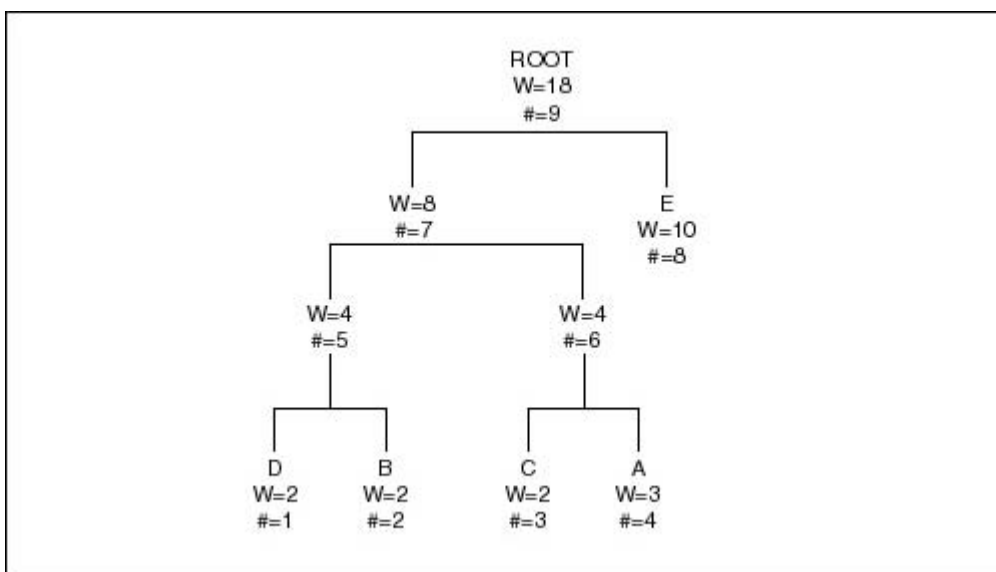 ROOT
W=18
#=9
W=8
#=7
E
W=10
#=8
W=4
#=5
W=4
#=6
D
W=2
#=1
B
W=2
#=2
C
W=2
#=3
A
W=3
#=4